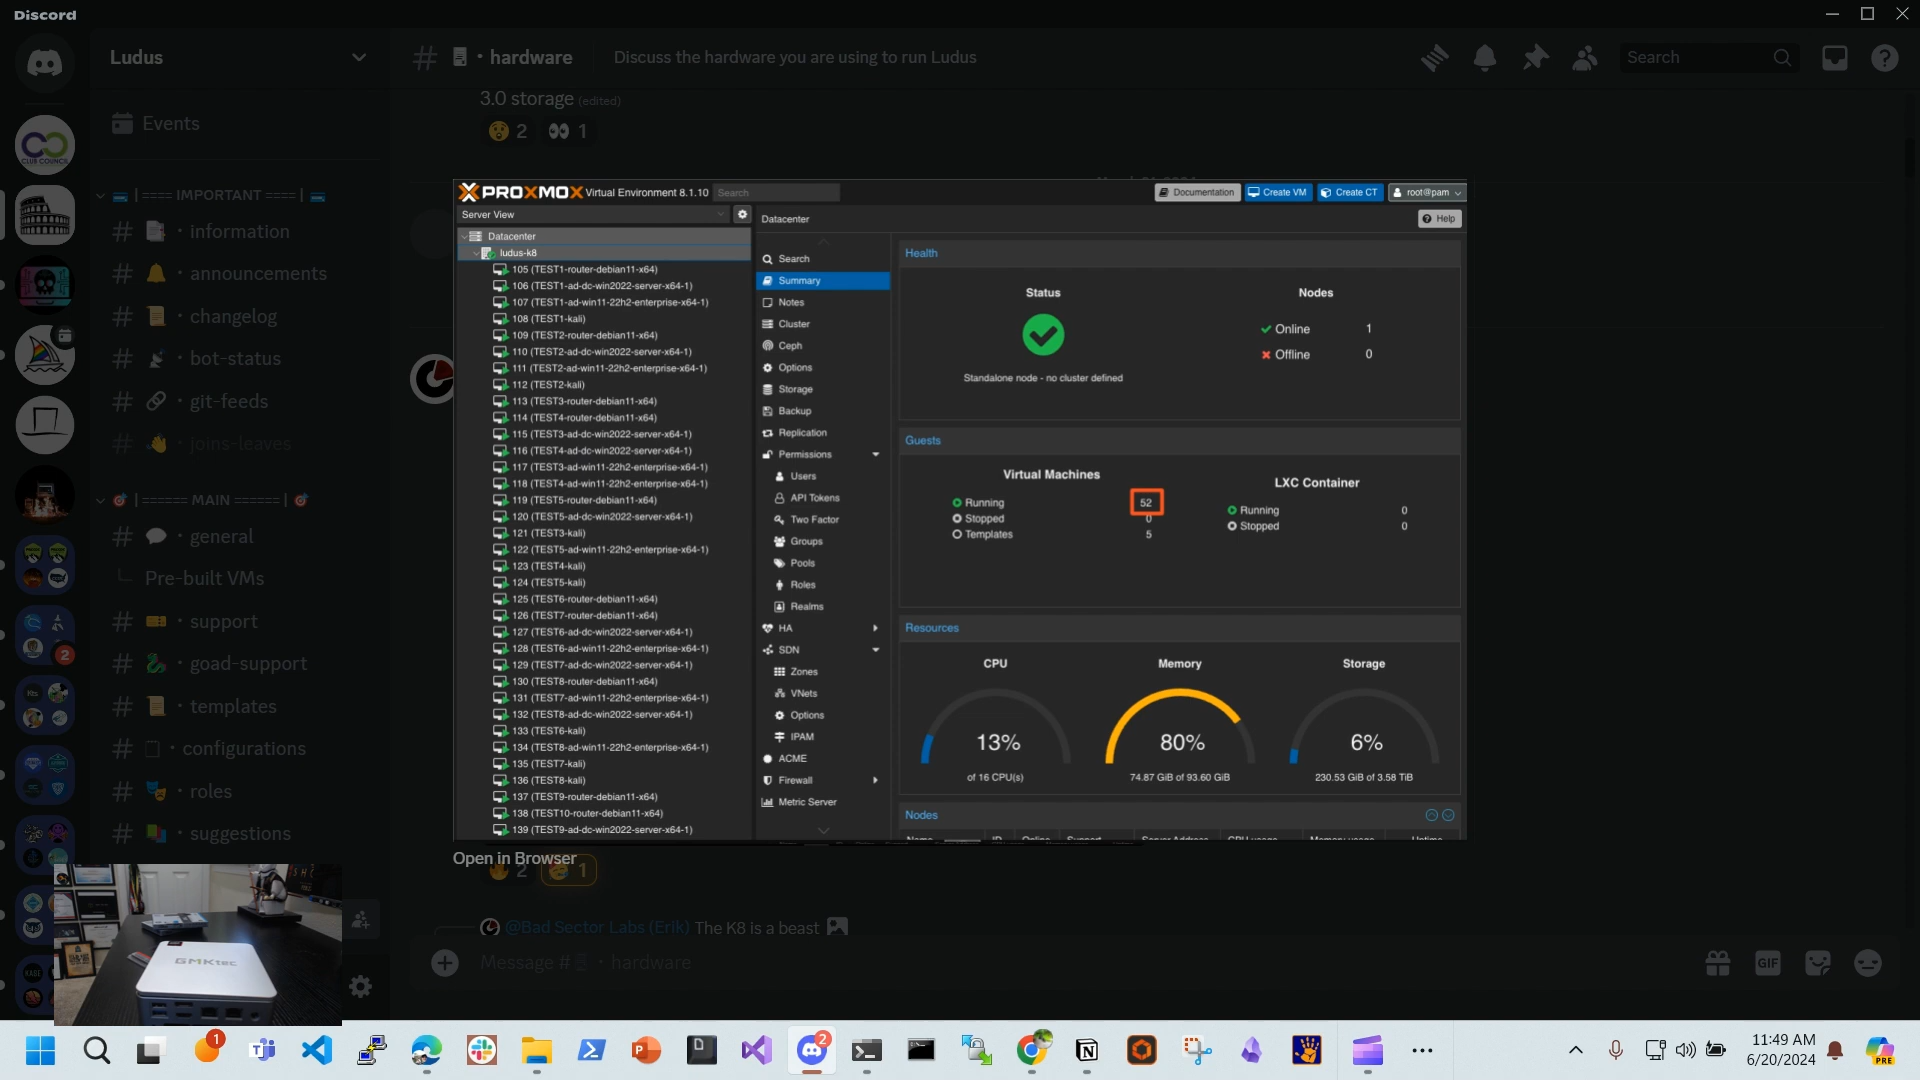 Discord
Ludus
hardware
Discuss the hardware you are using to run Ludus
Search
Events
| ==== IMPORTANT ==== |
information
announcements
changelog
bot-status
git-feeds
joins-leaves
| ====== MAIN ====== |
general
Pre-built VMs
support
goad-support
templates
configurations
roles
suggestions
3.0 storage (edited)
2
1
PROXMOX Virtual Environment 8.1.10
Search
Documentation
Create VM
Create CT
root@pam
Server View
Datacenter
Help
Datacenter
ludus-k8
105 (TEST1-router-debian11-x64)
106 (TEST1-ad-dc-win2022-server-x64-1)
107 (TEST1-ad-win11-22h2-enterprise-x64-1)
108 (TEST1-kali)
109 (TEST2-router-debian11-x64)
110 (TEST2-ad-dc-win2022-server-x64-1)
111 (TEST2-ad-win11-22h2-enterprise-x64-1)
112 (TEST2-kali)
113 (TEST3-router-debian11-x64)
114 (TEST4-router-debian11-x64)
115 (TEST3-ad-dc-win2022-server-x64-1)
116 (TEST4-ad-dc-win2022-server-x64-1)
117 (TEST3-ad-win11-22h2-enterprise-x64-1)
118 (TEST4-ad-win11-22h2-enterprise-x64-1)
119 (TEST5-router-debian11-x64)
120 (TEST5-ad-dc-win2022-server-x64-1)
121 (TEST3-kali)
122 (TEST5-ad-win11-22h2-enterprise-x64-1)
123 (TEST4-kali)
124 (TEST5-kali)
125 (TEST6-router-debian11-x64)
126 (TEST7-router-debian11-x64)
127 (TEST6-ad-dc-win2022-server-x64-1)
128 (TEST6-ad-win11-22h2-enterprise-x64-1)
129 (TEST7-ad-dc-win2022-server-x64-1)
130 (TEST8-router-debian11-x64)
131 (TEST7-ad-win11-22h2-enterprise-x64-1)
132 (TEST8-ad-dc-win2022-server-x64-1)
133 (TEST6-kali)
134 (TEST8-ad-win11-22h2-enterprise-x64-1)
135 (TEST7-kali)
136 (TEST8-kali)
137 (TEST9-router-debian11-x64)
138 (TEST10-router-debian11-x64)
139 (TEST9-ad-dc-win2022-server-x64-1)
Search
Summary
Notes
Cluster
Ceph
Options
Storage
Backup
Replication
Permissions
Users
API Tokens
Two Factor
Groups
Pools
Roles
Realms
HA
SDN
Zones
VNets
Options
IPAM
ACME
Firewall
Metric Server
Health
Status
Standalone node - no cluster defined
Nodes
Online 1
Offline 0
Guests
Virtual Machines
Running 52
Stopped 0
Templates 5
LXC Container
Running 0
Stopped 0
Resources
CPU
13%
of 16 CPU(s)
Memory
80%
74.87 GiB of 93.60 GiB
Storage
6%
230.53 GiB of 3.58 TiB
Nodes
Open in Browser
2
1
@Bad Sector Labs (Erik) The K8 is a beast
Message # hardware
GIF
CLUB COUNCIL
2
GMKtec
1
2
PRE
11:49 AM
6/20/2024